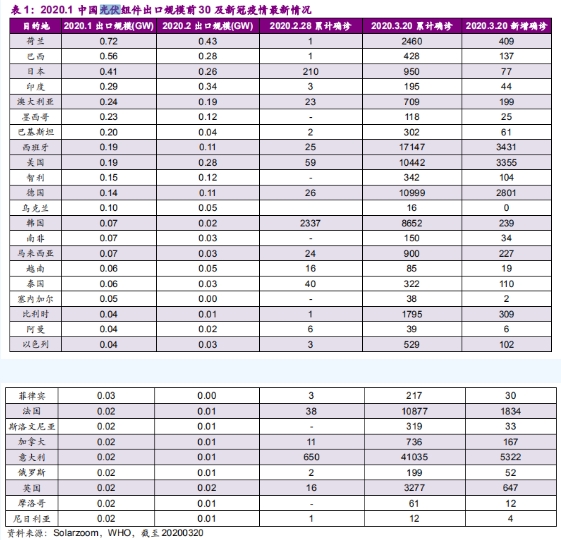 表1：2020.1 中国光伏组件出口规模前30及新冠疫情最新情况
目的地 2020.1 出口规模(GW) 2020.2 出口规模(GW) 2020.2.28 累计确诊 2020.3.20 累计确诊 2020.3.20 新增确诊
荷兰 0.72 0.43 1 2460 409
巴西 0.56 0.28 1 428 137
日本 0.41 0.26 210 950 77
印度 0.29 0.34 3 195 44
澳大利亚 0.24 0.19 23 709 199
墨西哥 0.23 0.12 - 118 25
巴基斯坦 0.20 0.04 2 302 61
西班牙 0.19 0.11 25 17147 3431
美国 0.19 0.28 59 10442 3355
智利 0.15 0.12 - 342 104
德国 0.14 0.11 26 10999 2801
乌克兰 0.10 0.05 16 0
韩国 0.07 0.02 2337 8652 239
南非 0.07 0.03 - 150 34
马来西亚 0.07 0.03 24 900 227
越南 0.06 0.05 16 85 19
泰国 0.06 0.03 40 322 110
塞内加尔 0.05 0.00 - 38 2
比利时 0.04 0.01 1 1795 309
阿曼 0.04 0.02 6 39 6
以色列 0.04 0.03 3 529 102
菲律宾 0.03 0.00 3 217 30
法国 0.02 0.01 38 10877 1834
斯洛文尼亚 0.02 0.01 - 319 33
加拿大 0.02 0.01 11 736 167
意大利 0.02 0.01 650 41035 5322
俄罗斯 0.02 0.01 2 199 52
英国 0.02 0.02 16 3277 647
摩洛哥 0.02 0.01 - 61 12
尼日利亚 0.02 0.01 1 12 4
资料来源：Solarzoom、WHO，截至20200320